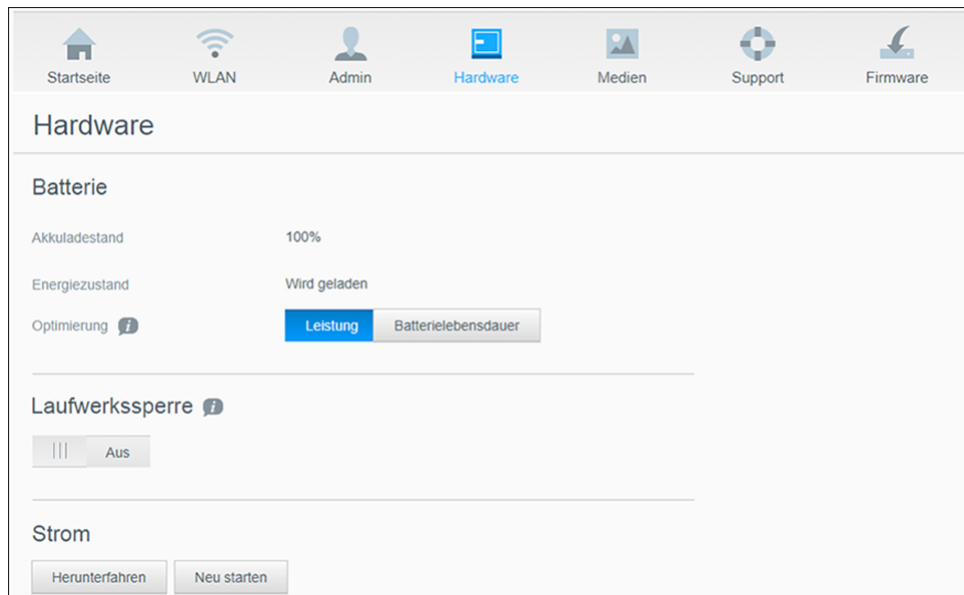 Startseite WLAN Admin Hardware Medien Support Firmware
Hardware
Batterie
Akkuladestand 100%
Energiezustand Wird geladen
Optimierung i Leistung Batterielebensdauer
Laufwerkssperre i
Aus
Strom
Herunterfahren Neu starten